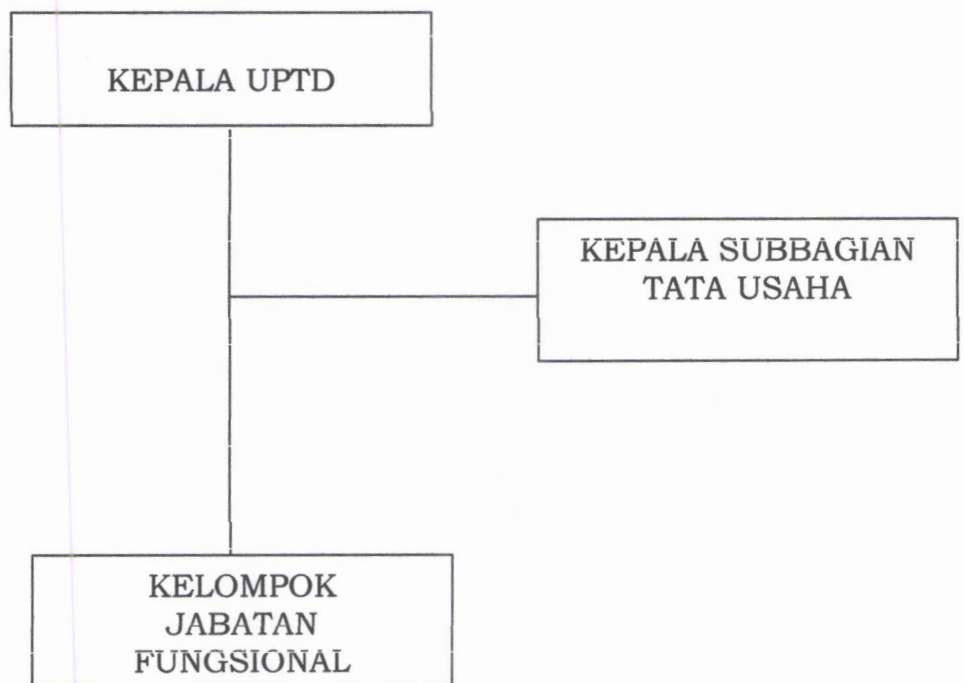 KEPALA UPTD
KEPALA SUBBAGIAN
TATA USAHA
KELOMPOK
JABATAN
FUNGSIONAL